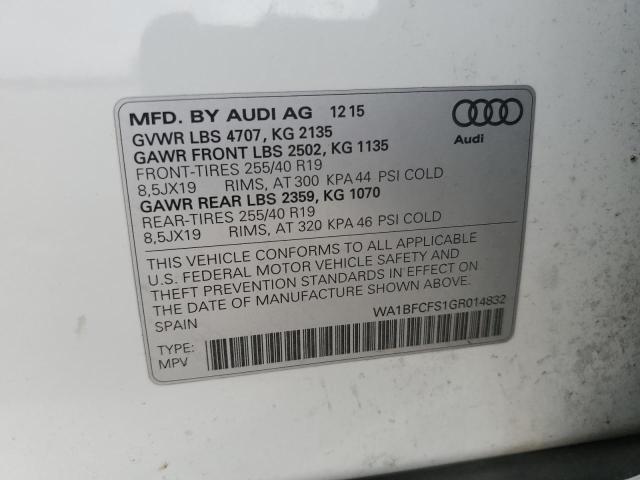 MFD. BY AUDI AG 12 15
GVWR LBS 4707, KG 2135
GAWR FRONT LBS 2502, KG 1135
FRONT-TIRES 255/40 R19
8,5JX19 RIMS, AT 300 KPA 44 PSI COLD
GAWR REAR LBS 2359, KG 1070
REAR-TIRES 255/40 R19
8,5JX19 RIMS, AT 320 KPA 46 PSI COLD
Audi
THIS VEHICLE CONFORMS TO ALL APPLICABLE
U.S. FEDERAL MOTOR VEHICLE SAFETY AND
THEFT PREVENTION STANDARDS IN EFFECT ON
THE DATE OF MANUFACTURE SHOWN ABOVE.
SPAIN
WA1BFCFS1GR014832
TYPE:
MPV